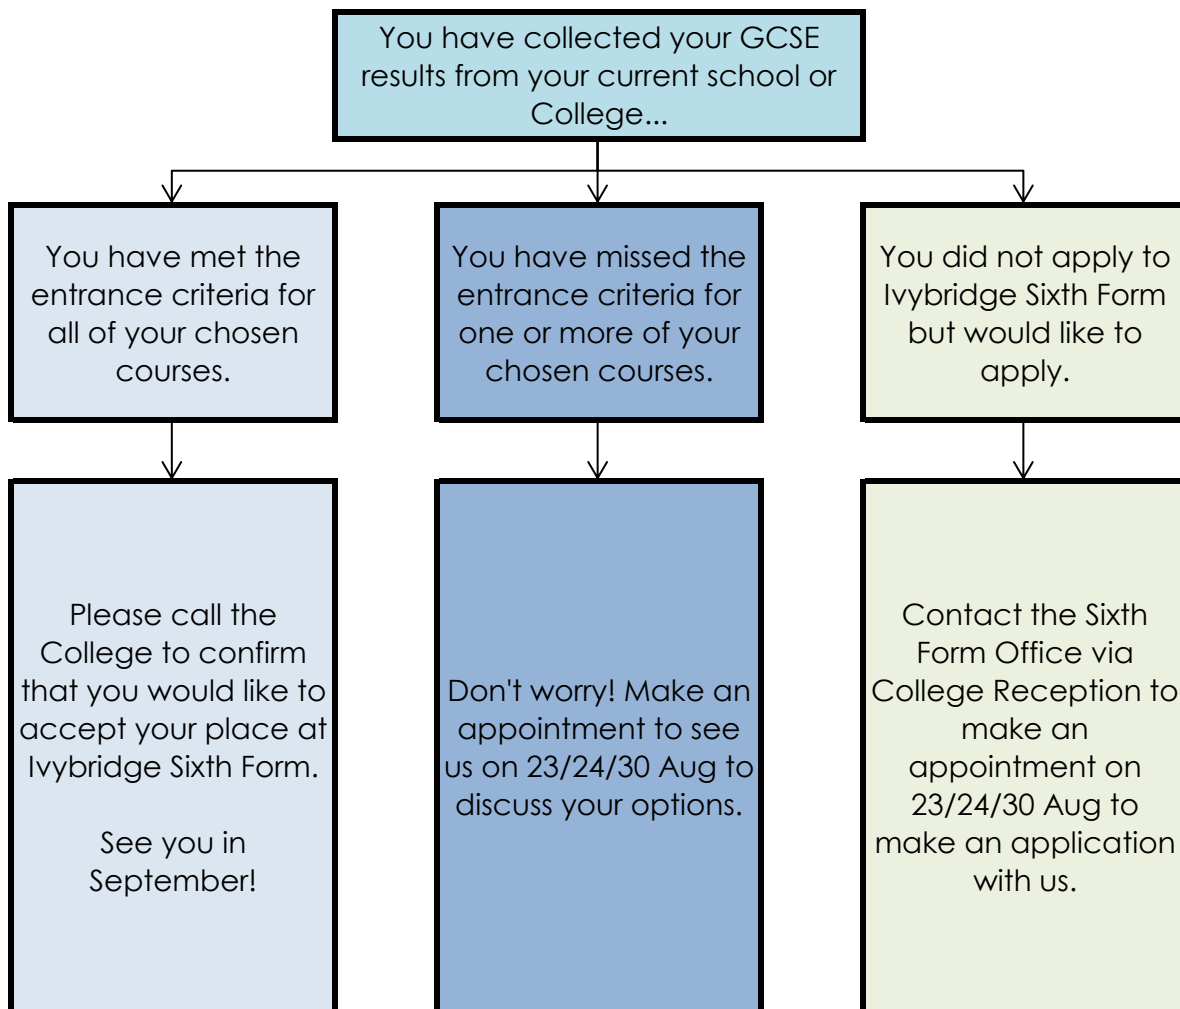 You have collected your GCSE
results from your current school or
College...
You have met the
entrance criteria for
all of your chosen
courses.
You have missed the
entrance criteria for
one or more of your
chosen courses.
You did not apply to
Ivybridge Sixth Form
but would like to
apply.
Please call the
College to confirm
that you would like to
accept your place at
Ivybridge Sixth Form.
See you in
September!
Don't worry! Make an
appointment to see
us on 23/24/30 Aug to
discuss your options.
Contact the Sixth
Form Office via
College Reception to
make an
appointment on
23/24/30 Aug to
make an application
with us.